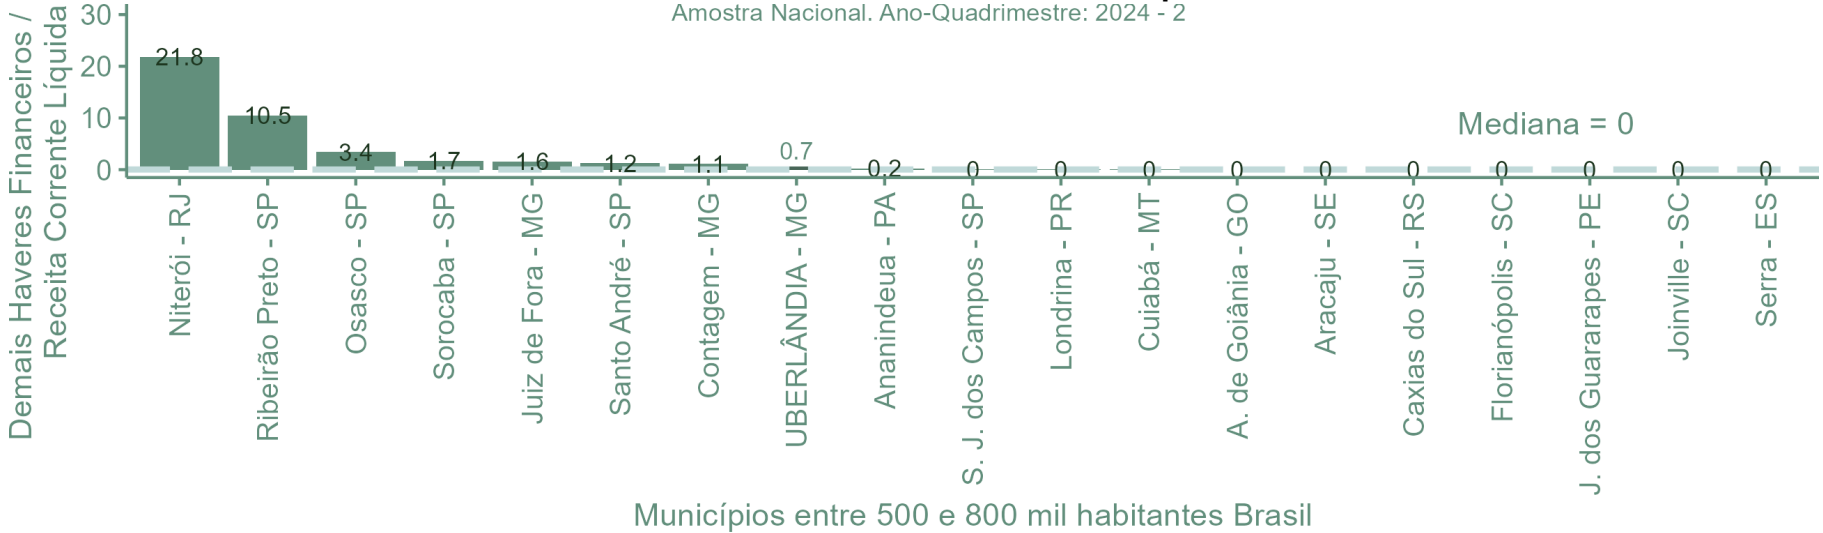 Amostra Nacional. Ano-Quadrimestre: 2024 - 2
Demais Haveres Financeiros /
Receita Corrente Líquida
30
20
10
0
21.8
10.5
3.4
1.7
1.6
1.2
1.1
0.7
0.2
0
0
0
0
0
0
0
0
0
0
Mediana = 0
Niterói - RJ
Ribeirão Preto - SP
Osasco - SP
Sorocaba - SP
Juiz de Fora - MG
Santo André - SP
Contagem - MG
UBERLÂNDIA - MG
Ananindeua - PA
S. J. dos Campos - SP
Londrina - PR
Cuiabá - MT
A. de Goiânia - GO
Aracaju - SE
Caxias do Sul - RS
Florianópolis - SC
J. dos Guararapes - PE
Joinville - SC
Serra - ES
Municípios entre 500 e 800 mil habitantes Brasil